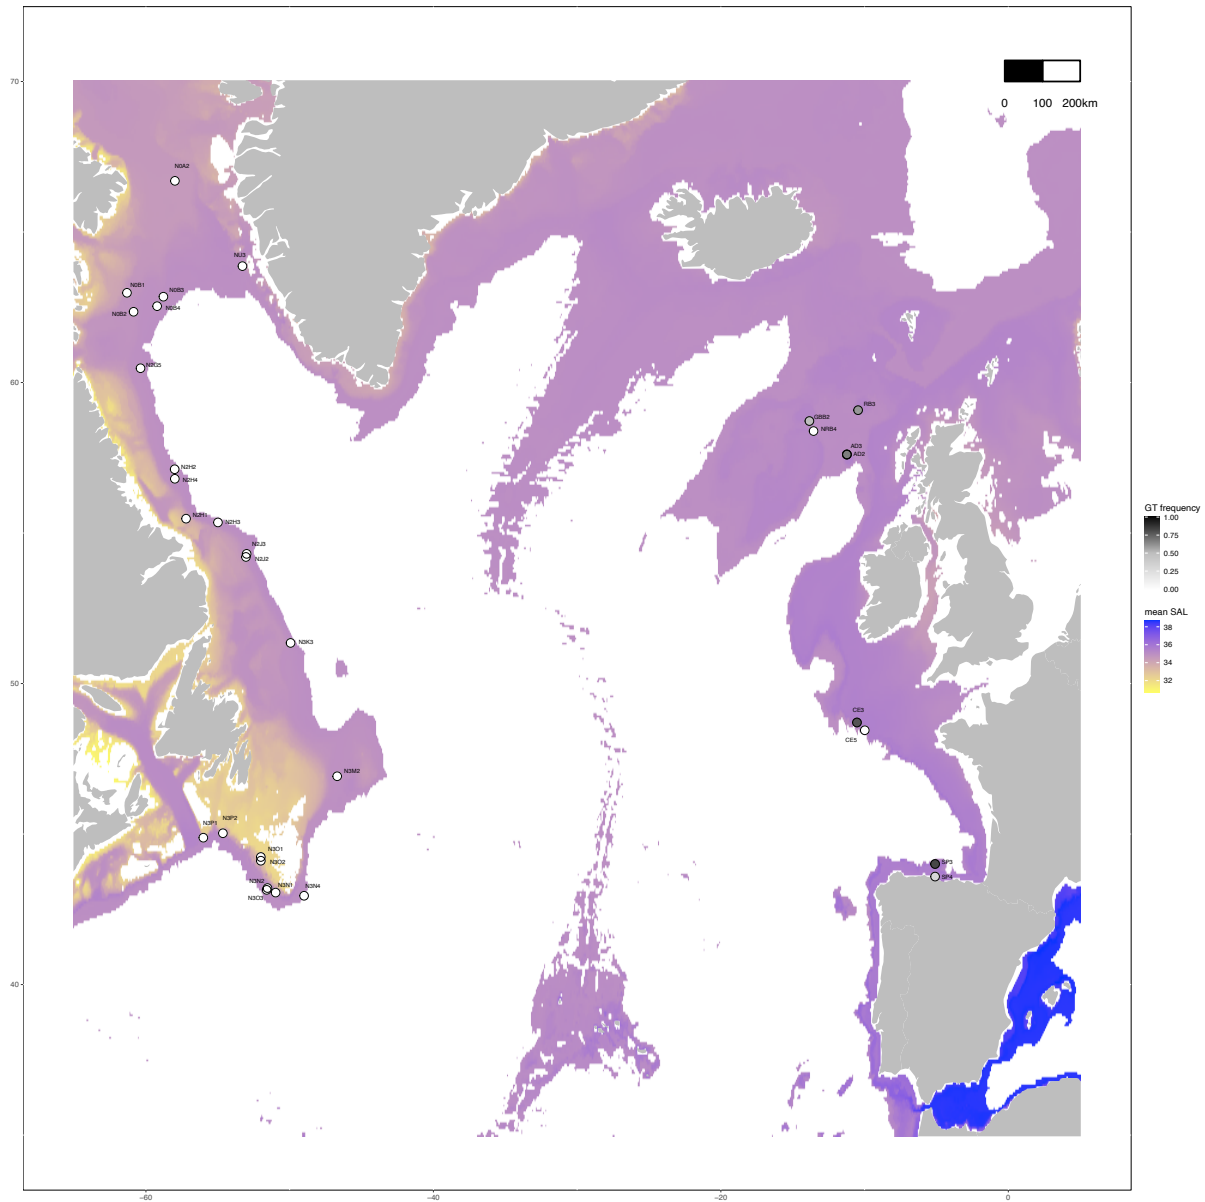 70
60
50
40
-60
-40
-20
0
0 100 200km
N0A2
NU3
N0B1
N0B3
N0B2
N0B4
N2G5
N2H2
N2H4
N2H1
N2H3
N2J3
N2J2
N3K3
N3M2
N3P2
N3P1
N3O1
N3O2
N3N2
N3N1
N3N4
N3O3
RB3
GBB2
NRB4
AD3
AD2
CE3
CE5
SP3
SP4
GT frequency
1.00
0.75
0.50
0.25
0.00
mean SAL
38
36
34
32